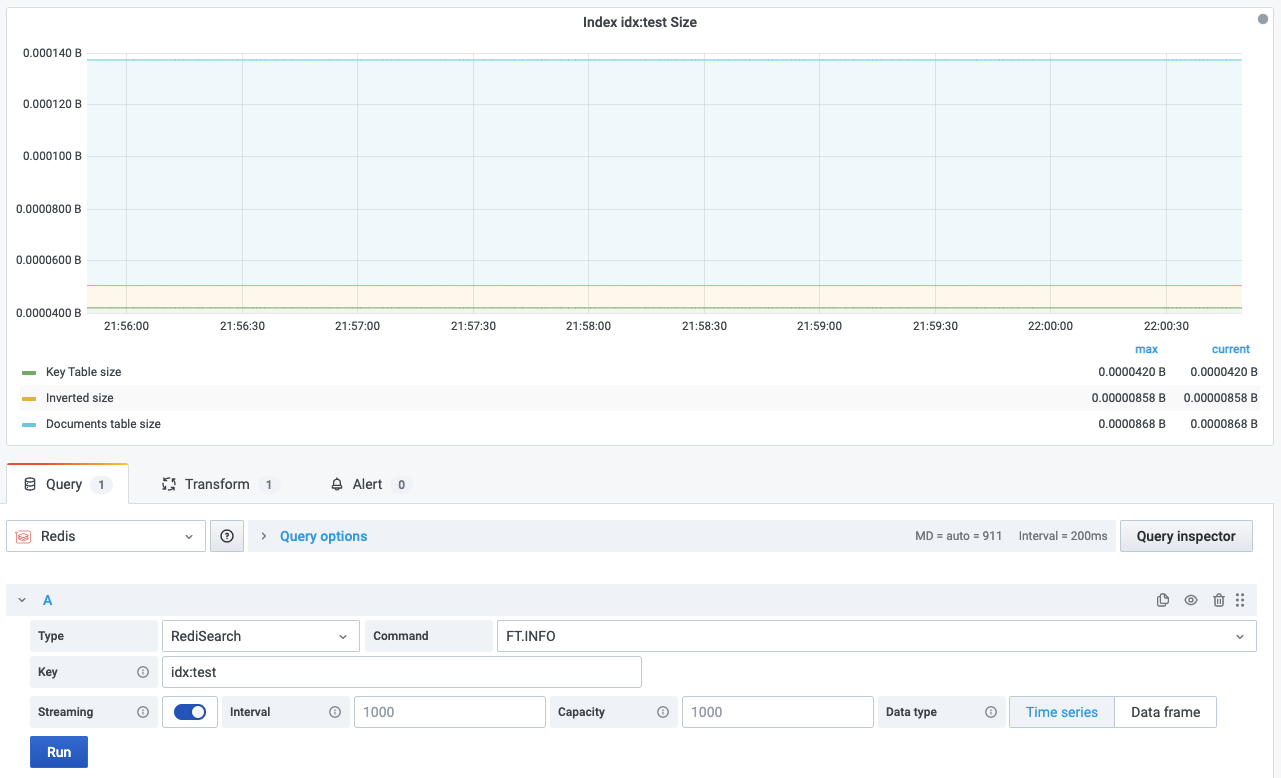 Index idx:test Size
0.000140 B
0.000120 B
0.000100 B
0.0000800 B
0.0000600 B
0.0000400 B
21:56:00 21:56:30 21:57:00 21:57:30 21:58:00 21:58:30 21:59:00 21:59:30 22:00:00 22:00:30
max current
Key Table size 0.0000420 B 0.0000420 B
Inverted size 0.00000858 B 0.00000858 B
Documents table size 0.0000868 B 0.0000868 B
Query 1 Transform 1 Alert 0
Redis Query options MD = auto = 911 Interval = 200ms Query inspector
A
Type RediSearch Command FT.INFO
Key idx:test
Streaming Interval 1000 Capacity 1000 Data type Time series Data frame
Run